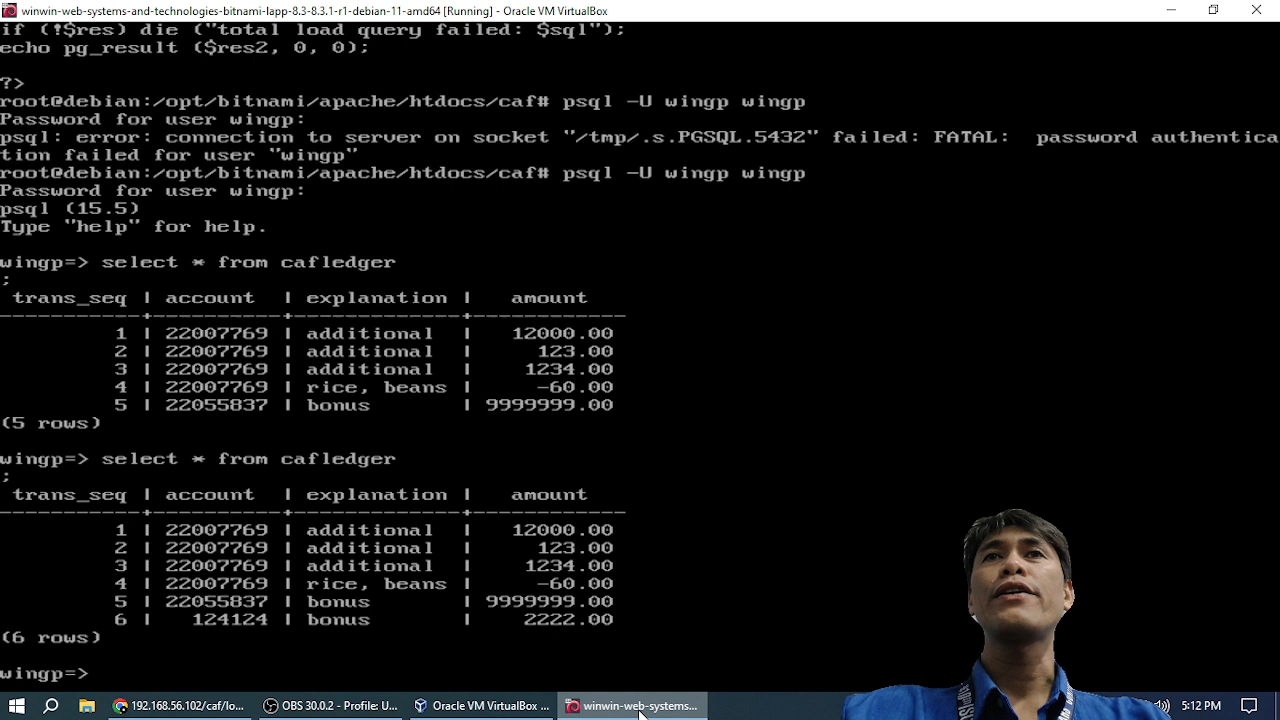 winwin-web-systems-and-technologies-bitnami-lapp-8.3-8.3.1-r1-debian-11-amd64 [Running] - Oracle VM VirtualBox
if (!$res) die ("total load query failed: $sql");
echo pg_result ($res2, 0, 0);
?>
root@debian:/opt/bitnami/apache/htdocs/caf# psql -U wingp wingp
Password for user wingp:
psql: error: connection to server on socket "/tmp/.s.PGSQL.5432" failed: FATAL:  password authentica
tion failed for user "wingp"
root@debian:/opt/bitnami/apache/htdocs/caf# psql -U wingp wingp
Password for user wingp:
psql (15.5)
Type "help" for help.
wingp=> select * from cafledger
;
trans_seq | account | explanation | amount
-----------+----------+-------------+------------
1 | 22007769 | additional | 12000.00
2 | 22007769 | additional | 123.00
3 | 22007769 | additional | 1234.00
4 | 22007769 | rice, beans | -60.00
5 | 22055837 | bonus | 9999999.00
(5 rows)
wingp=> select * from cafledger
;
trans_seq | account | explanation | amount
-----------+----------+-------------+------------
1 | 22007769 | additional | 12000.00
2 | 22007769 | additional | 123.00
3 | 22007769 | additional | 1234.00
4 | 22007769 | rice, beans | -60.00
5 | 22055837 | bonus | 9999999.00
6 | 124124 | bonus | 2222.00
(6 rows)
wingp=>
192.168.56.102/caf/lo... OBS 30.0.2 - Profile: U... Oracle VM VirtualBox ... winwin-web-systems... 5:12 PM